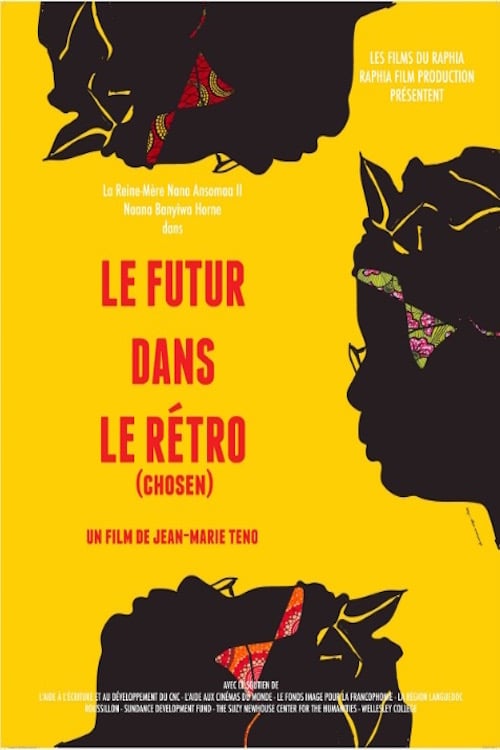 LES FILMS DU RAPHIA
RAPHIA FILM PRODUCTION
PRÉSENTENT
La Reine-Mère Nana Ansomaa II
Naana Banyiwa Horne
dans
LE FUTUR
DANS
LE RÉTRO
(CHOSEN)
UN FILM DE JEAN-MARIE TENO
AVEC LE SOUTIEN DE
L'AIDE À L'ÉCRITURE ET AU DÉVELOPPEMENT DU CNC - L'AIDE AUX CINÉMAS DU MONDE - LE FONDS IMAGE POUR LA FRANCOPHONIE - LA RÉGION LANGUEDOC
ROUSSILLON - SUNDANCE DEVELOPMENT FUND - THE SUZY NEWHOUSE CENTER FOR THE HUMANITIES - WELLESLEY COLLEGE